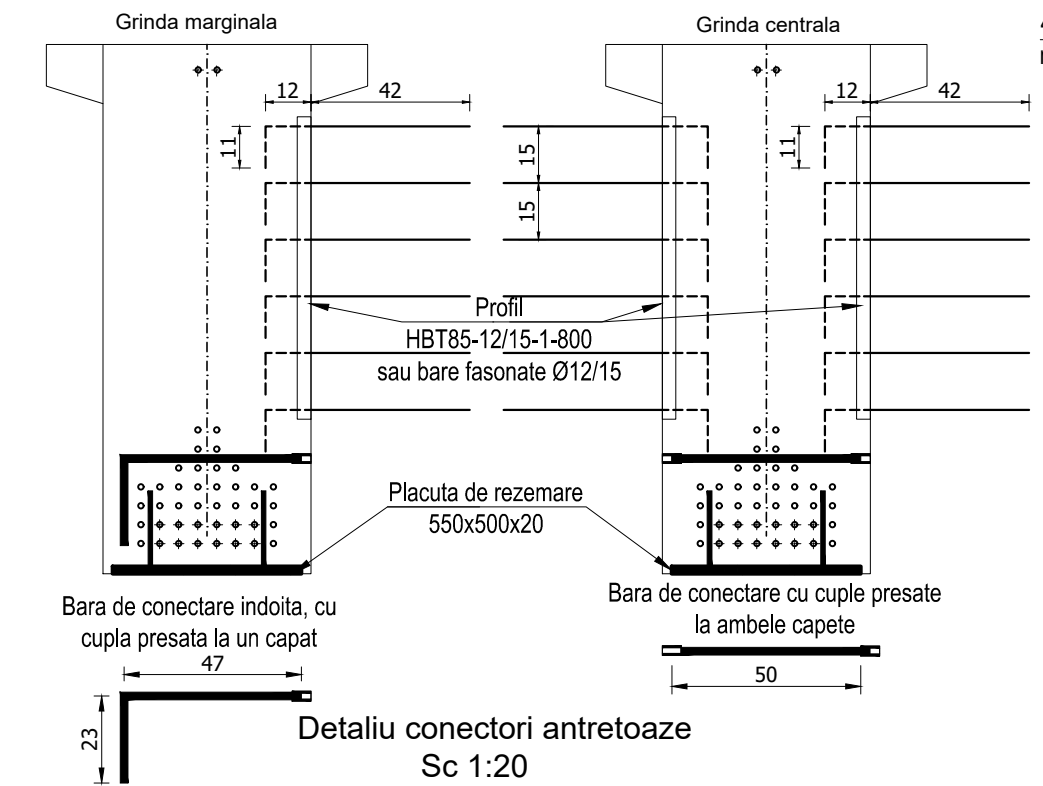 Grinda marginala
Grinda centrala
12
42
12
42
11
15
11
15
Profil
HBT85-12/15-1-800
sau bare fasonate Ø12/15
Placuta de rezemare
550x500x20
Bara de conectare indoita, cu
cupla presata la un capat
47
23
Bara de conectare cu cuple presate
la ambele capete
50
Detaliu conectori antretoaze
Sc 1:20